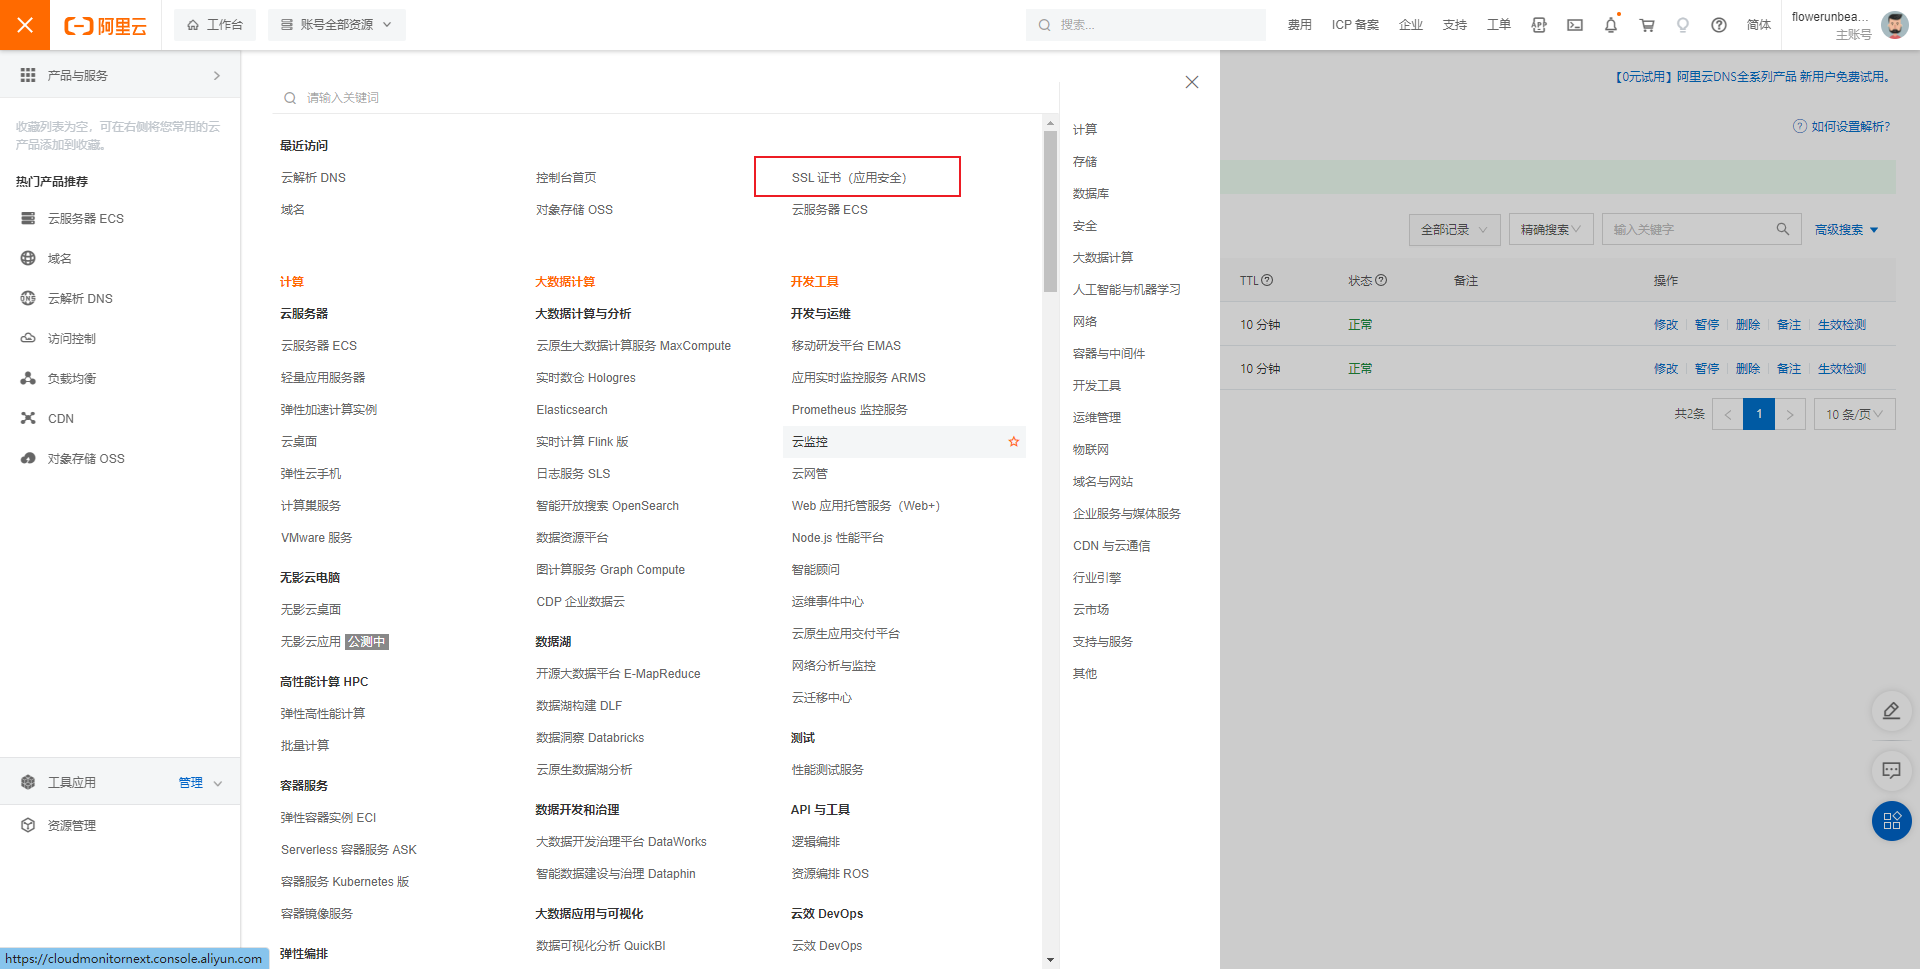 阿里云
工作台
账号全部资源
搜索...
费用
ICP 备案
企业
支持
工单
简体
flowerunbea...
主账号
产品与服务
收藏列表为空，可在右侧将您常用的云
产品添加到收藏。
热门产品推荐
云服务器 ECS
域名
云解析 DNS
访问控制
负载均衡
CDN
对象存储 OSS
工具应用
管理
资源管理
https://cloudmonitornext.console.aliyun.com
请输入关键词
最近访问
云解析 DNS
控制台首页
SSL 证书（应用安全）
域名
对象存储 OSS
云服务器 ECS
计算
云服务器
云服务器 ECS
轻量应用服务器
弹性加速计算实例
云桌面
弹性云手机
计算巢服务
VMware 服务
无影云电脑
无影云桌面
无影云应用 公测中
高性能计算 HPC
弹性高性能计算
批量计算
容器服务
弹性容器实例 ECI
Serverless 容器服务 ASK
容器服务 Kubernetes 版
容器镜像服务
弹性编排
大数据计算
大数据计算与分析
云原生大数据计算服务 MaxCompute
实时数仓 Hologres
Elasticsearch
实时计算 Flink 版
日志服务 SLS
智能开放搜索 OpenSearch
数据资源平台
图计算服务 Graph Compute
CDP 企业数据云
数据湖
开源大数据平台 E-MapReduce
数据湖构建 DLF
数据洞察 Databricks
云原生数据湖分析
数据开发和治理
大数据开发治理平台 DataWorks
智能数据建设与治理 Dataphin
大数据应用与可视化
数据可视化分析 QuickBI
开发工具
开发与运维
移动研发平台 EMAS
应用实时监控服务 ARMS
Prometheus 监控服务
云监控
云网管
Web 应用托管服务（Web+）
Node.js 性能平台
智能顾问
运维事件中心
云原生应用交付平台
网络分析与监控
云迁移中心
测试
性能测试服务
API 与工具
逻辑编排
资源编排 ROS
云效 DevOps
云效 DevOps
计算
存储
数据库
安全
大数据计算
人工智能与机器学习
网络
容器与中间件
开发工具
运维管理
物联网
域名与网站
企业服务与媒体服务
CDN 与云通信
行业引擎
云市场
支持与服务
其他
【0元试用】阿里云DNS全系列产品 新用户免费试用。
如何设置解析?
全部记录
精确搜索
输入关键字
高级搜索
TTL
状态
备注
操作
10 分钟
正常
修改
暂停
删除
备注
生效检测
10 分钟
正常
修改
暂停
删除
备注
生效检测
共2条
1
10 条/页